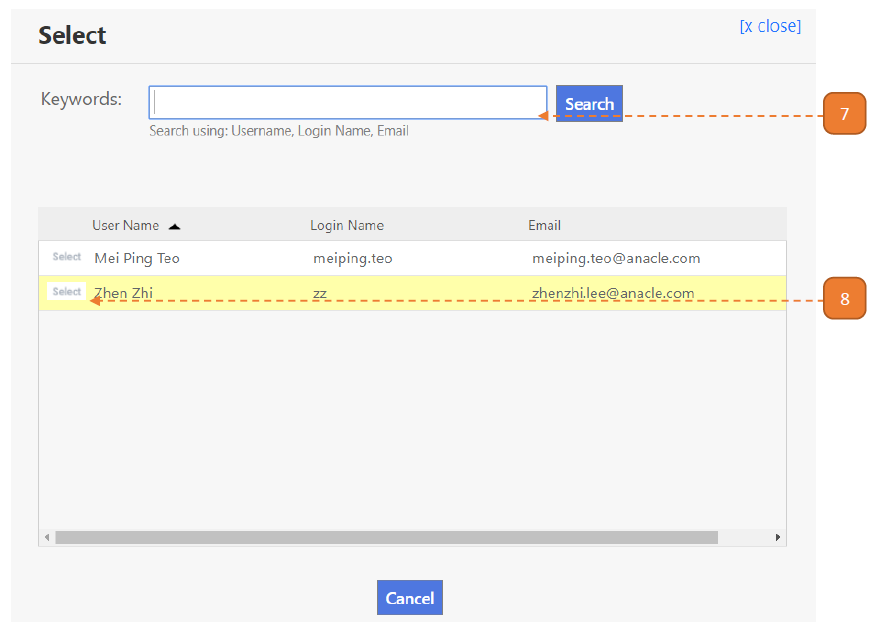 Select
[x close]
Keywords:
Search
7
Search using: Username, Login Name, Email
User Name Login Name Email
Select Mei Ping Teo meiping.teo meiping.teo@anacle.com
Select Zhen Zhi zz zhenzhi.lee@anacle.com
8
Cancel